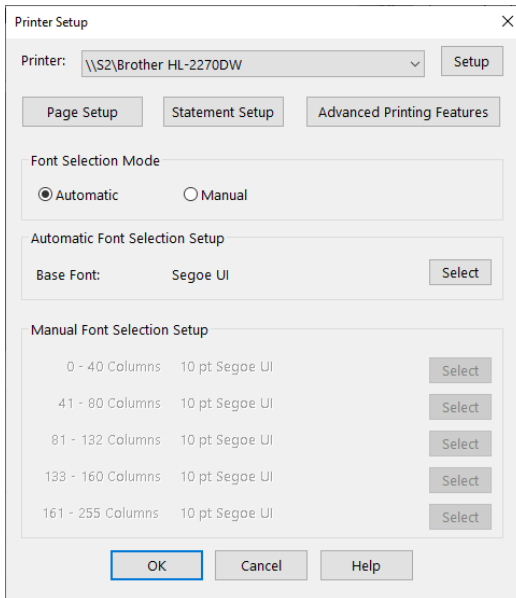 Printer Setup
Printer: \\S2\Brother HL-2270DW Setup
Page Setup Statement Setup Advanced Printing Features
Font Selection Mode
Automatic Manual
Automatic Font Selection Setup
Base Font: Segoe UI Select
Manual Font Selection Setup
0 - 40 Columns 10 pt Segoe UI Select
41 - 80 Columns 10 pt Segoe UI Select
81 - 132 Columns 10 pt Segoe UI Select
133 - 160 Columns 10 pt Segoe UI Select
161 - 255 Columns 10 pt Segoe UI Select
OK Cancel Help